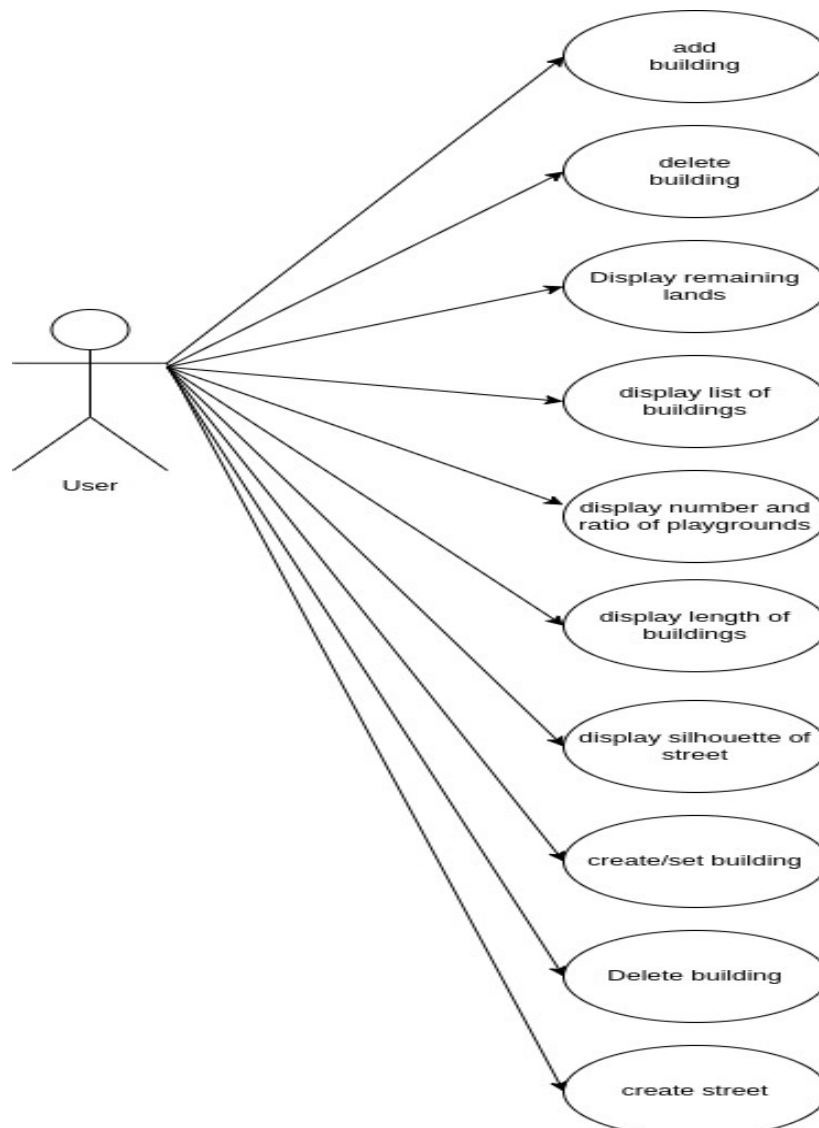 add
building
delete
building
Display remaining
lands
display list of
buildings
User
display number and
ratio of playgrounds
display length of
buildings
display silhouette of
street
create/set building
Delete building
create street